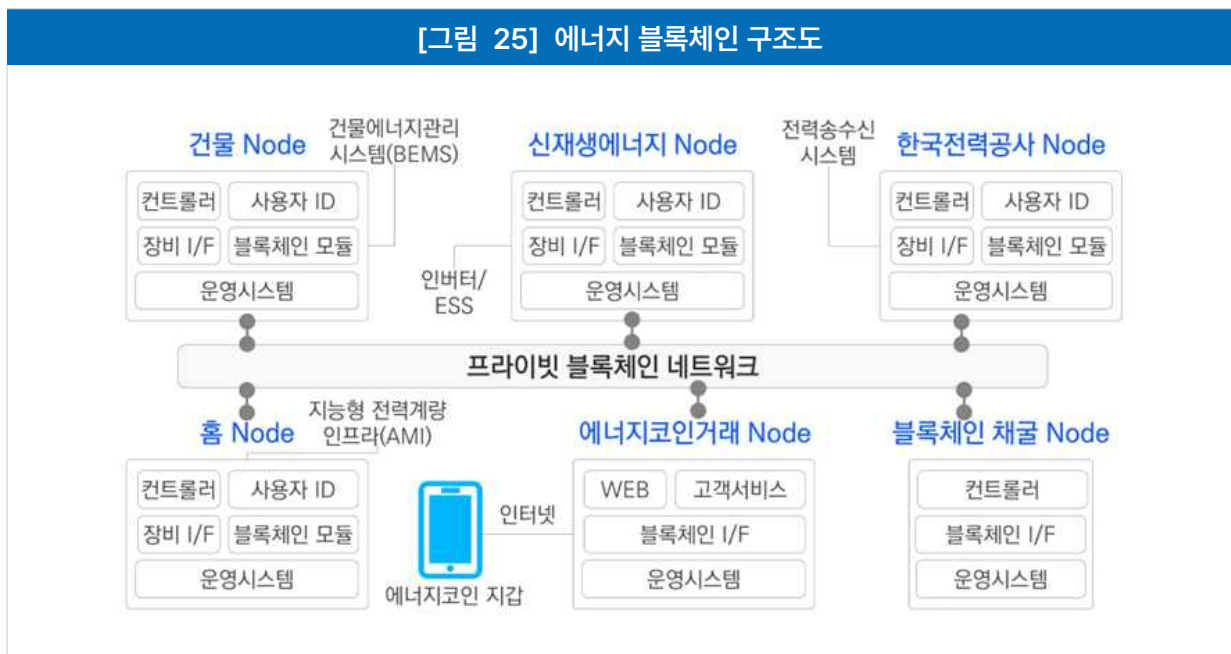 [그림 25] 에너지 블록체인 구조도
건물 Node
건물에너지관리
시스템(BEMS)
컨트롤러
사용자 ID
장비 I/F
블록체인 모듈
운영시스템
신재생에너지 Node
인버터/
ESS
컨트롤러
사용자 ID
장비 I/F
블록체인 모듈
운영시스템
전력송수신
시스템
한국전력공사 Node
컨트롤러
사용자 ID
장비 I/F
블록체인 모듈
운영시스템
프라이빗 블록체인 네트워크
홈 Node
지능형 전력계량
인프라(AMI)
컨트롤러
사용자 ID
장비 I/F
블록체인 모듈
운영시스템
에너지코인 지갑
인터넷
에너지코인거래 Node
WEB
고객서비스
블록체인 I/F
운영시스템
블록체인 채굴 Node
컨트롤러
블록체인 I/F
운영시스템